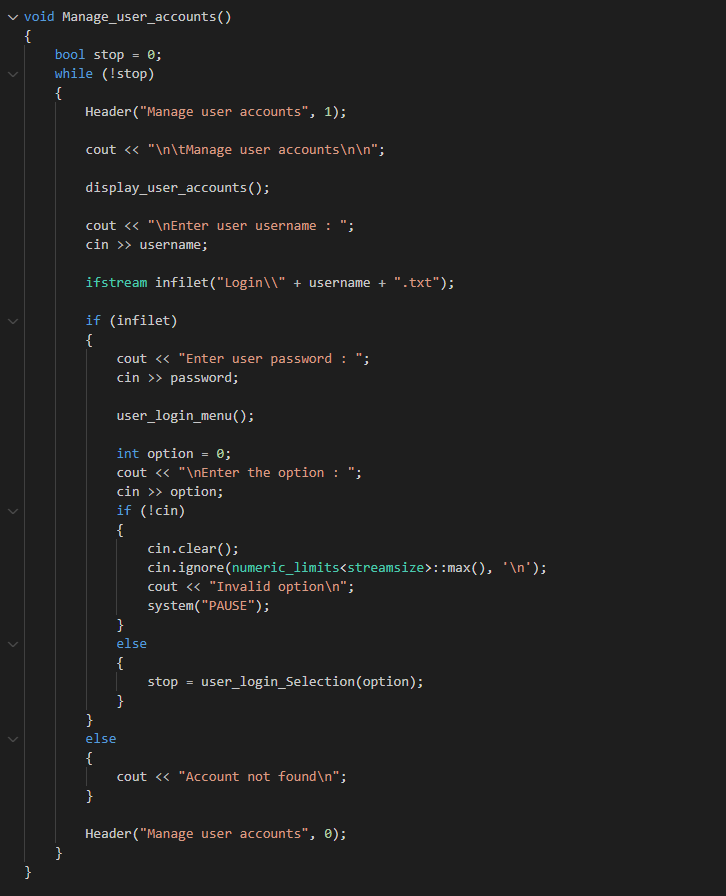 void Manage_user_accounts()
{
    bool stop = 0;
    while (!stop)
    {
        Header("Manage user accounts", 1);

        cout << "\n\tManage user accounts\n\n";

        display_user_accounts();

        cout << "\nEnter user username : ";
        cin >> username;

        ifstream infilet("Login\\" + username + ".txt");

        if (infilet)
        {
            cout << "Enter user password : ";
            cin >> password;

            user_login_menu();

            int option = 0;
            cout << "\nEnter the option : ";
            cin >> option;
            if (!cin)
            {
                cin.clear();
                cin.ignore(numeric_limits<streamsize>::max(), '\n');
                cout << "Invalid option\n";
                system("PAUSE");
            }
            else
            {
                stop = user_login_Selection(option);
            }
        }
        else
        {
            cout << "Account not found\n";
        }

        Header("Manage user accounts", 0);
    }
}